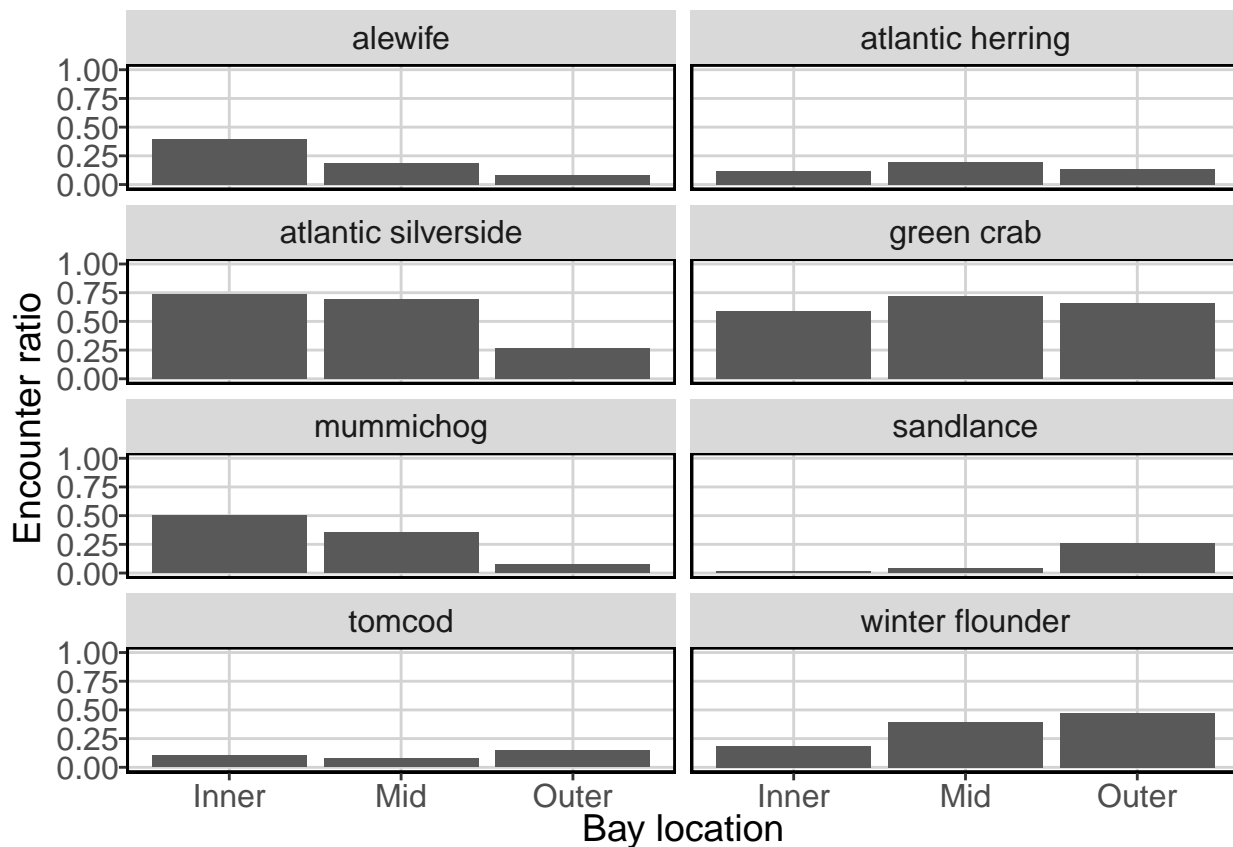 alewife
atlantic herring
1.00
0.75
0.50
0.25
0.00
atlantic silverside
green crab
1.00
0.75
0.50
0.25
0.00
mummichog
sandlance
1.00
0.75
0.50
0.25
0.00
tomcod
winter flounder
1.00
0.75
0.50
0.25
0.00
Encounter ratio
Inner Mid Outer
Inner Mid Outer
Bay location